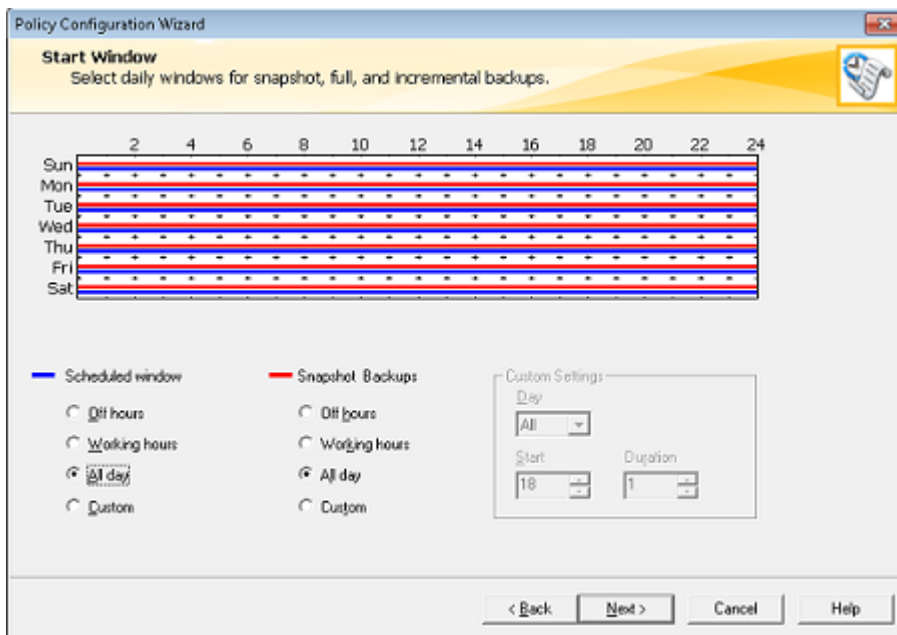 Policy Configuration Wizard
Start Window
Select daily windows for snapshot, full, and incremental backups.
2 4 6 8 10 12 14 16 18 20 22 24
Sun
Mon
Tue
Wed
Thu
Fri
Sat
Scheduled window
Off hours
Working hours
All day
Custom
Snapshot Backups
Off hours
Working hours
All day
Custom
Custom Settings
Day
All
Start Duration
18 1
< Back Next > Cancel Help